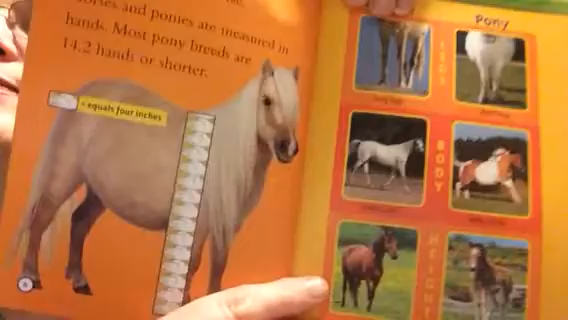 horses and ponies are measured in
hands. Most pony breeds are
14.2 hands or shorter.
= equals four inches
Pony
LEGS
BODY
HEIGHT